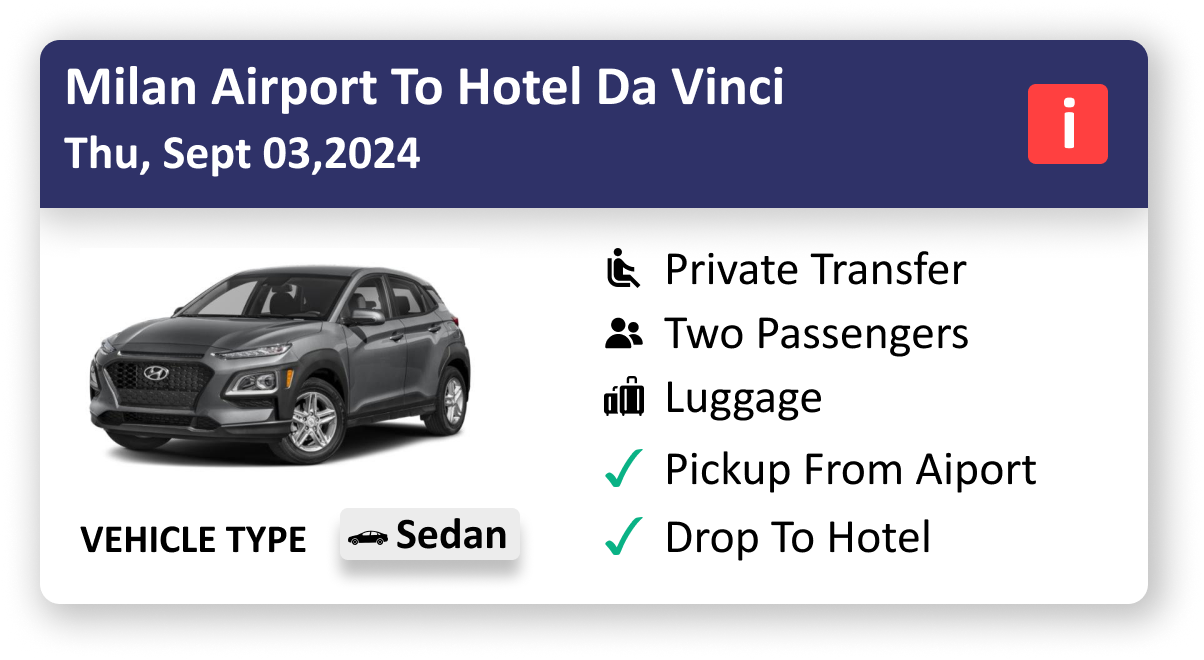 Milan Airport To Hotel Da Vinci
Thu, Sept 03,2024
i
Private Transfer
Two Passengers
Luggage
Pickup From Aiport
Drop To Hotel
VEHICLE TYPE
Sedan